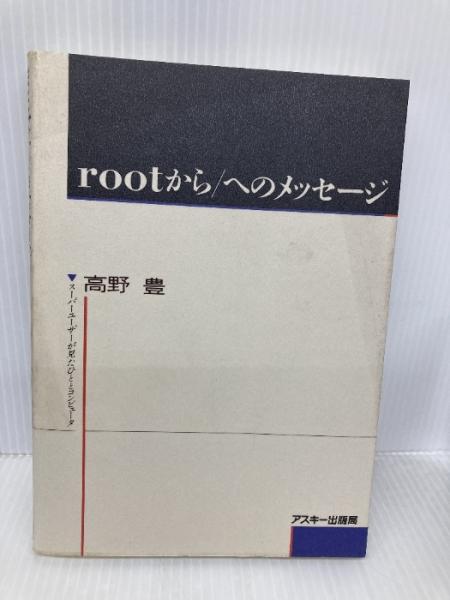 rootから/へのメッセージ
高野 豊
▼スーパーユーザーが見たひととコンピュータ
アスキー出版局